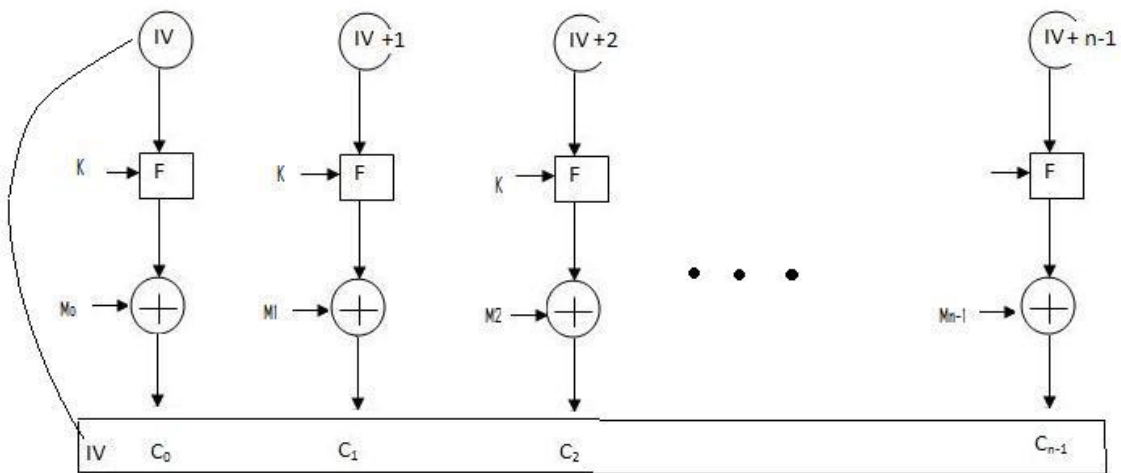 IV IV +1 IV +2 IV + n-1
K F K F K F F
M₀ M1 M2 Mn-1
IV C₀ C₁ C₂ Cₙ₋₁